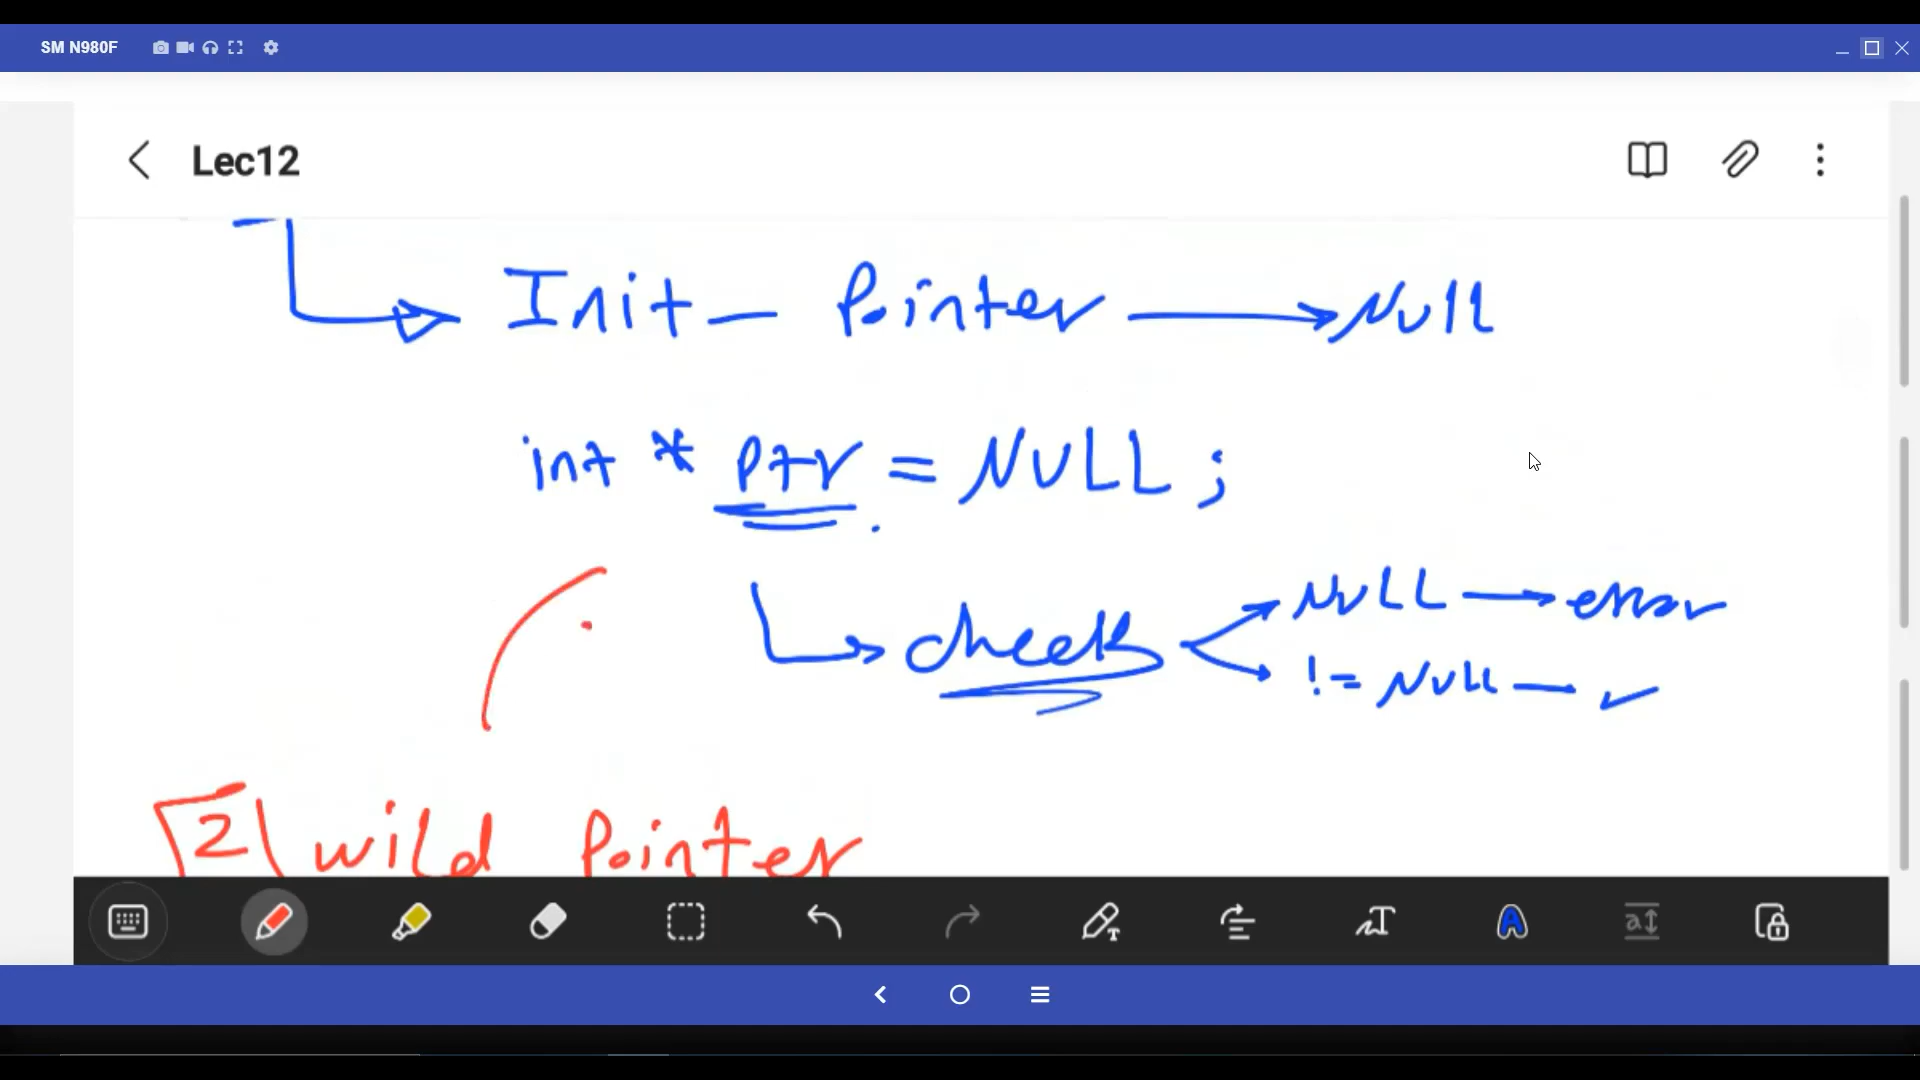 SM N980F
Lec12
Init_ Pointer → Null
int * ptr = NULL ;
check
NULL → error
!= NULL — ✓
2 wild Pointer